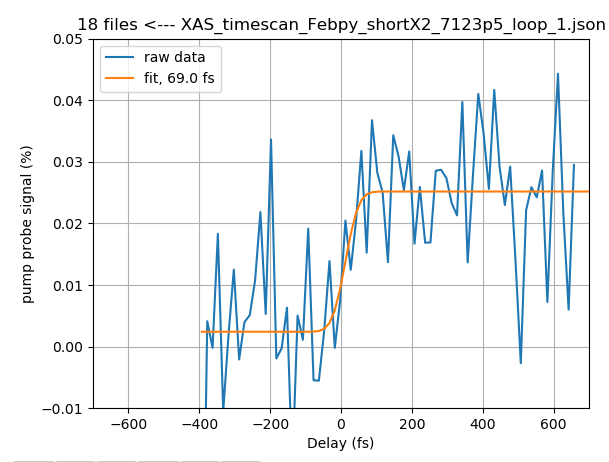 18 files <--- XAS_timescan_Febpy_shortX2_7123p5_loop_1.json
0.05
raw data
fit, 69.0 fs
0.04
0.03
0.02
0.01
0.00
−0.01
pump probe signal (%)
−600 −400 −200 0 200 400 600
Delay (fs)